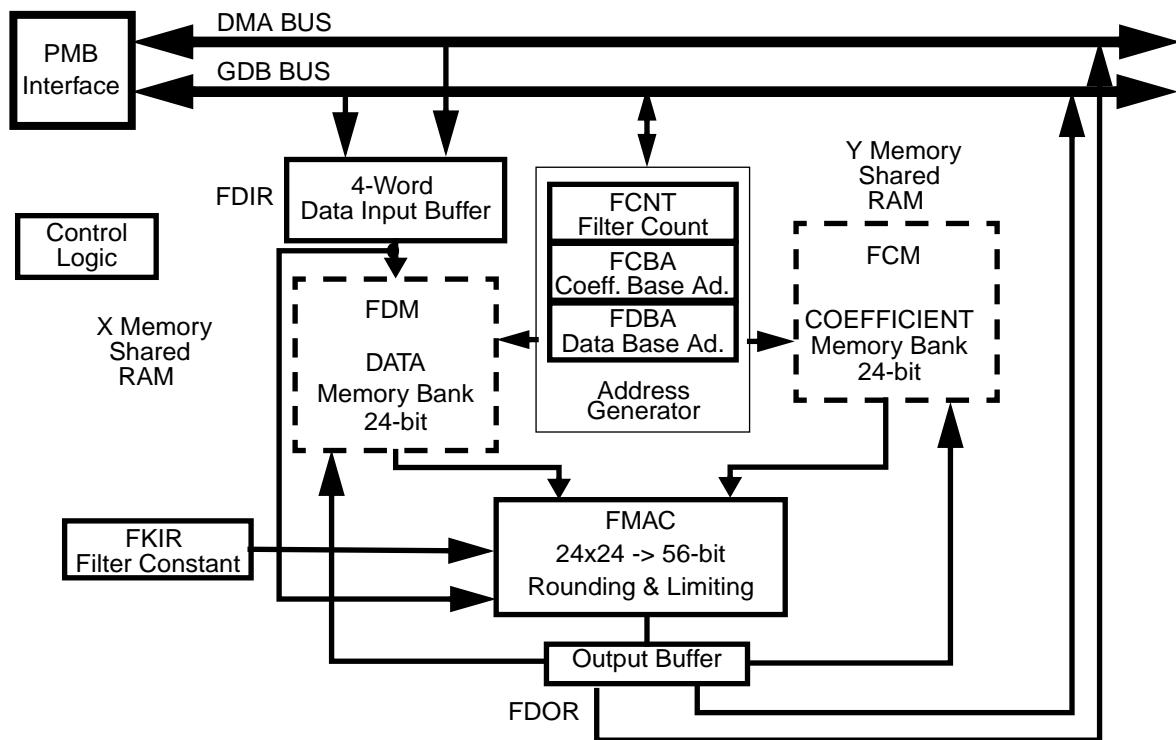 DMA BUS
PMB
Interface
GDB BUS
FDIR
4-Word
Data Input Buffer
Control
Logic
FCNT
Filter Count
FCBA
Coeff. Base Ad.
FDBA
Data Base Ad.
Address
Generator
Y Memory
Shared
RAM
FCM
COEFFICIENT
Memory Bank
24-bit
X Memory
Shared
RAM
FDM
DATA
Memory Bank
24-bit
FKIR
Filter Constant
FMAC
24x24 -> 56-bit
Rounding & Limiting
Output Buffer
FDOR